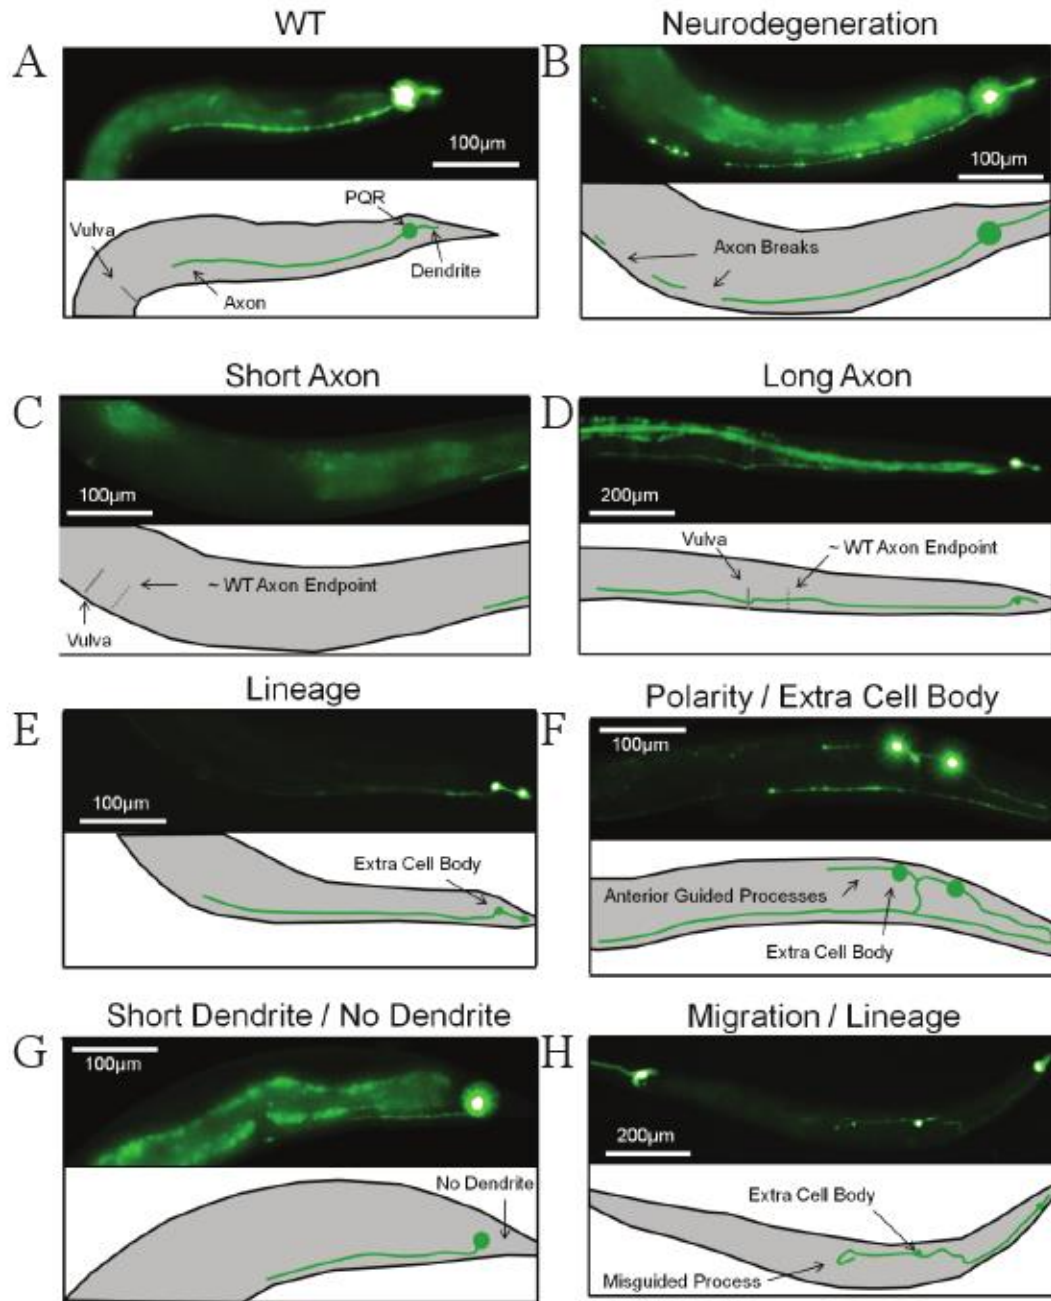 WT
Neurodegeneration
A
B
100µm
100µm
PQR
Vulva
Dendrite
Axon
Axon Breaks
Short Axon
Long Axon
C
D
100µm
200µm
~ WT Axon Endpoint
Vulva
Vulva
~ WT Axon Endpoint
Lineage
Polarity / Extra Cell Body
E
F
100µm
100µm
Extra Cell Body
Anterior Guided Processes
Extra Cell Body
Short Dendrite / No Dendrite
Migration / Lineage
G
H
100µm
200µm
No Dendrite
Extra Cell Body
Misguided Process